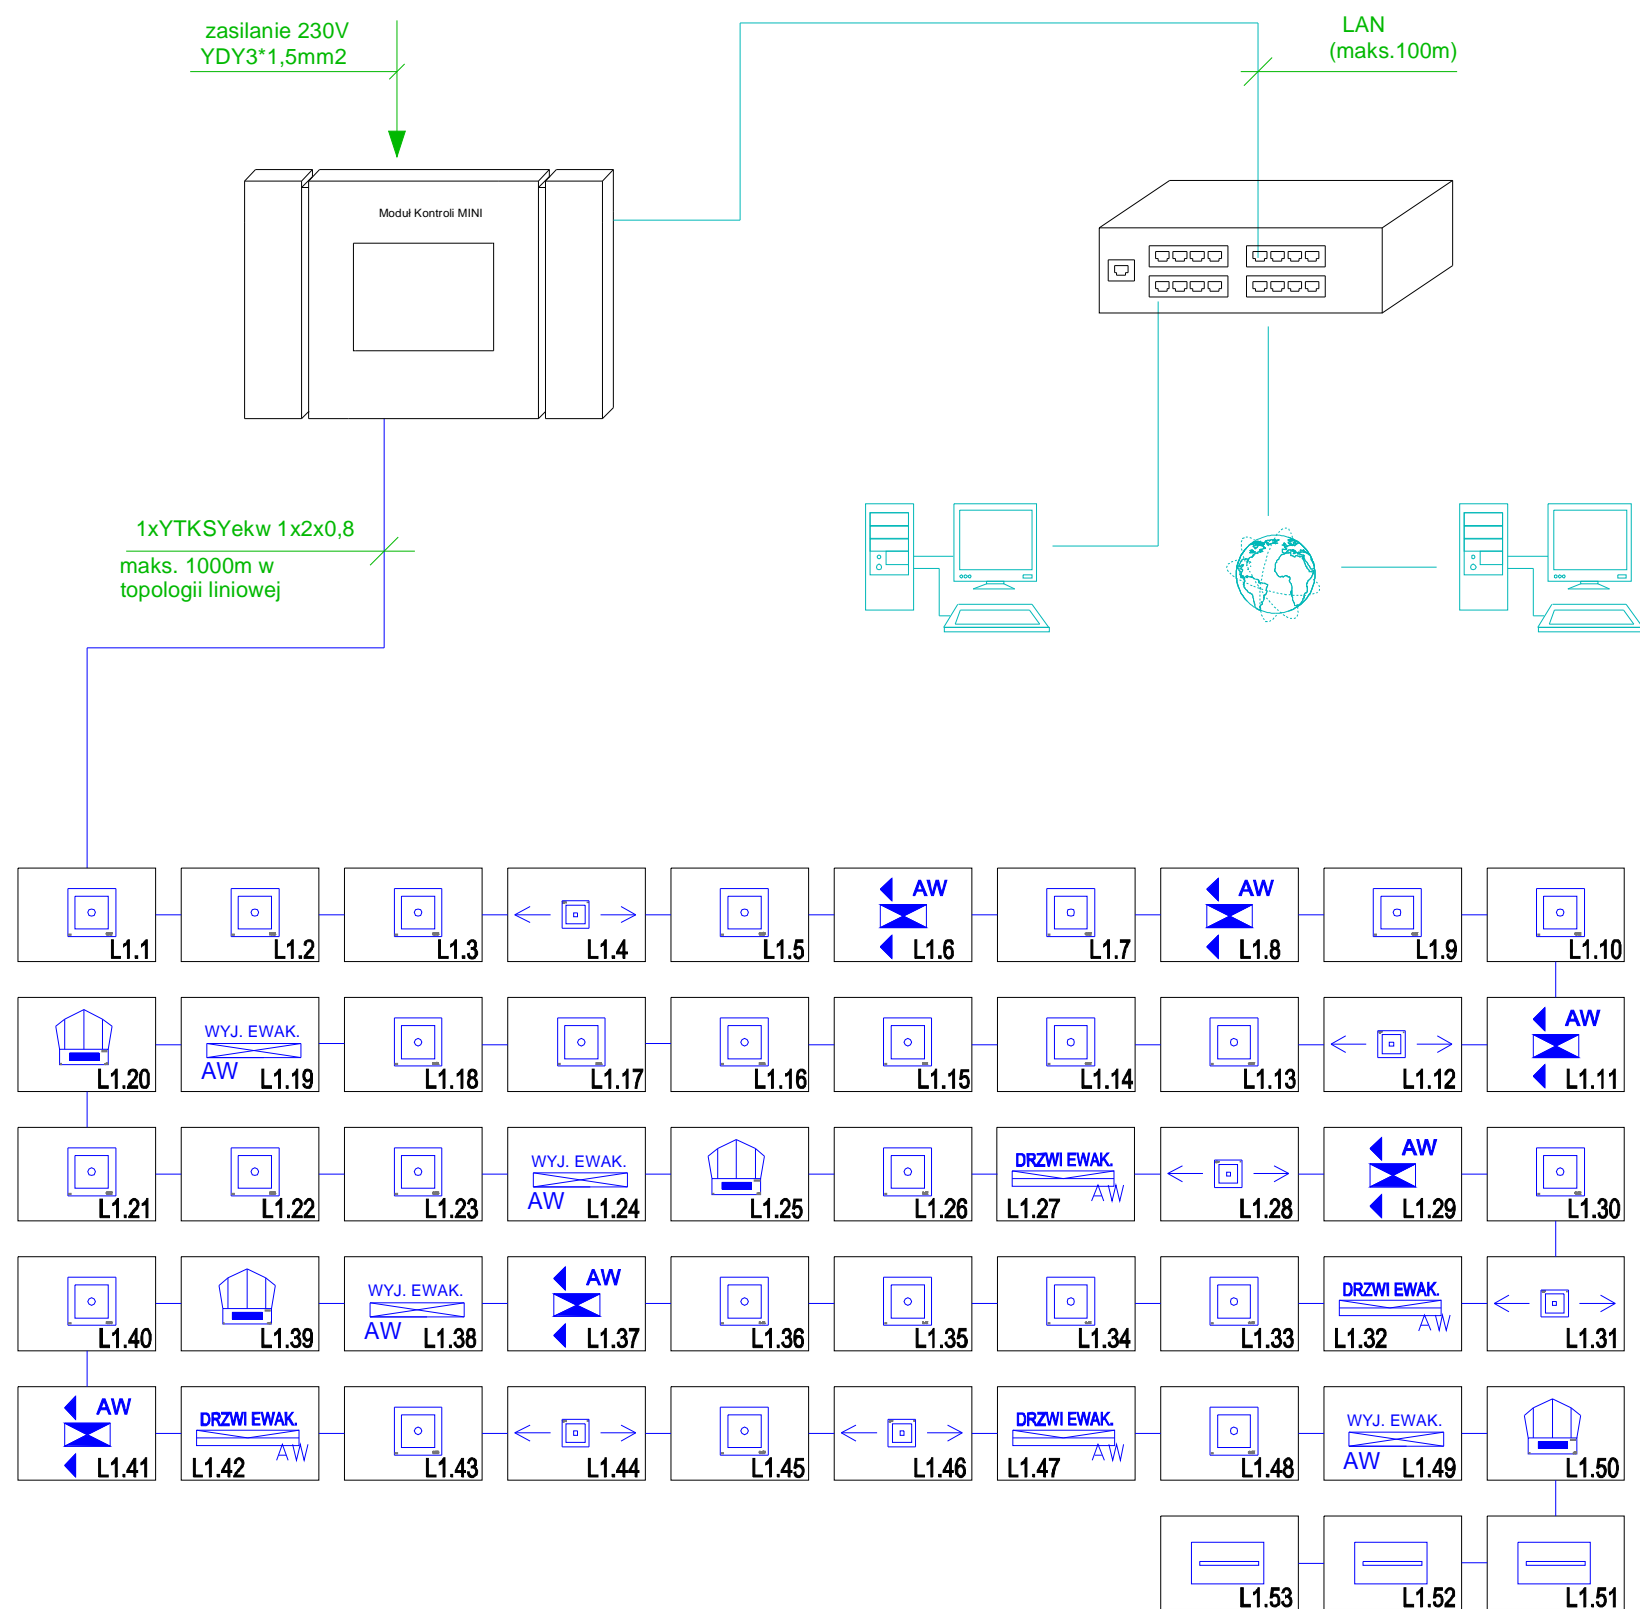 zasilanie 230V
YDY3*1,5mm2
LAN
(maks.100m)
Moduł Kontroli MINI
1xYTKSYekw 1x2x0,8
maks. 1000m w
topologii liniowej
L1.1
L1.2
L1.3
L1.4
L1.5
AW
L1.6
L1.7
AW
L1.8
L1.9
L1.10
L1.20
WYJ. EWAK.
AW L1.19
L1.18
L1.17
L1.16
L1.15
L1.14
L1.13
L1.12
AW
L1.11
L1.21
L1.22
L1.23
WYJ. EWAK.
AW L1.24
L1.25
L1.26
DRZWI EWAK.
L1.27 AW
L1.28
AW
L1.29
L1.30
L1.40
L1.39
WYJ. EWAK.
AW L1.38
AW
L1.37
L1.36
L1.35
L1.34
L1.33
DRZWI EWAK.
L1.32 AW
L1.31
AW
L1.41
DRZWI EWAK.
L1.42 AW
L1.43
L1.44
L1.45
L1.46
DRZWI EWAK.
L1.47 AW
L1.48
WYJ. EWAK.
AW L1.49
L1.50
L1.53
L1.52
L1.51